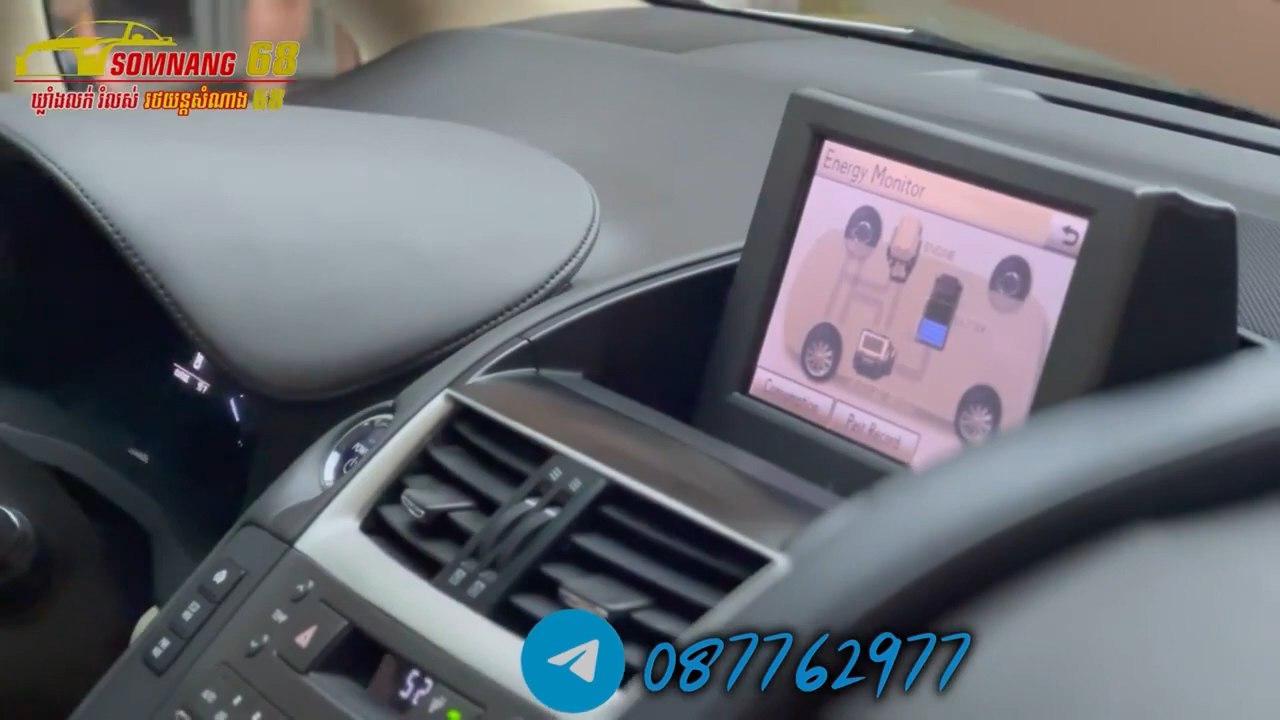 SOMNANG 68
ឃ្លាំងលក់ រំលស់ រថយន្តសំណាង 68
Energy Monitor
ENGINE
Consumption
Past Record
087762977